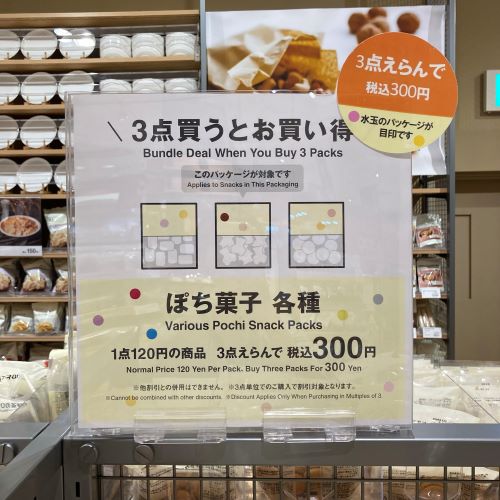 3点えらんで
税込300円
水玉のパッケージが
目印です
\ 3点買うとお買い得
Bundle Deal When You Buy 3 Packs
このパッケージが対象です
Applies to Snacks in This Packaging
ぽち菓子 各種
Various Pochi Snack Packs
1点120円の商品 3点えらんで 税込300円
Normal Price 120 Yen Per Pack. Buy Three Packs For 300 Yen
※他割引との併用はできません。 ※3点単位でのご購入で割引対象となります。
※Cannot be combined with other discounts. ※Discount Applies Only When Purchasing in Multiples of 3.